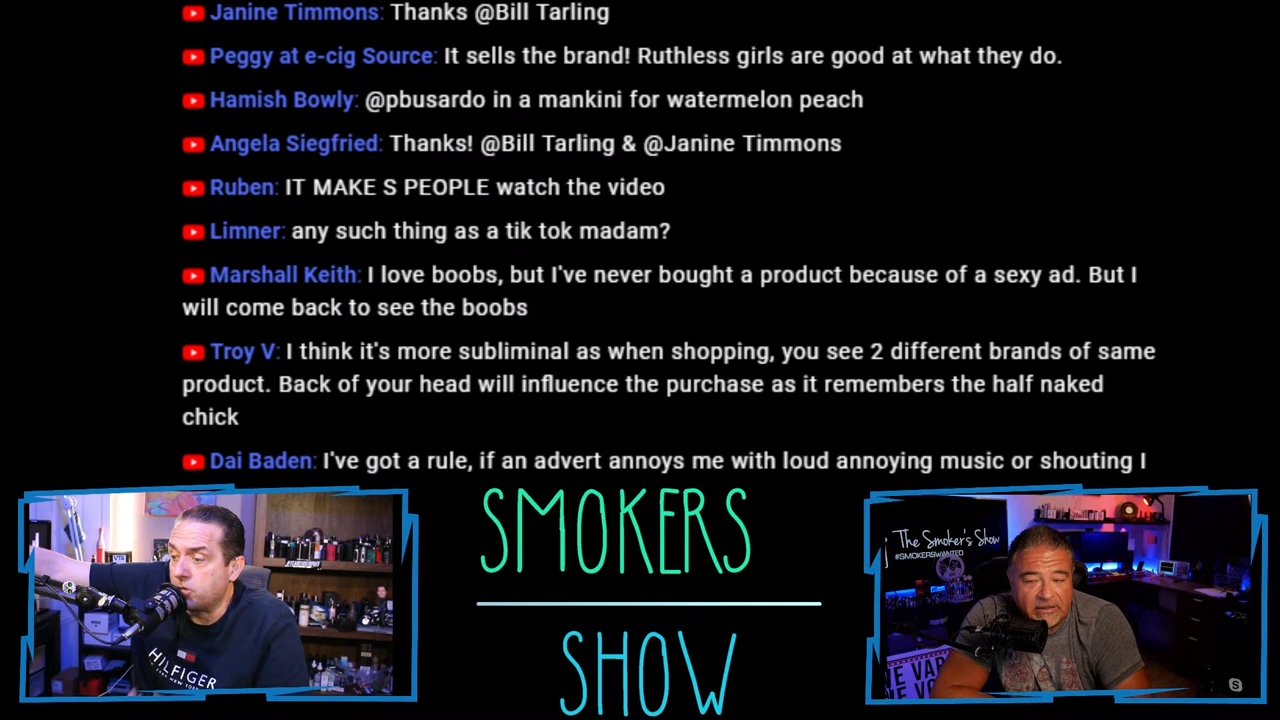 Janine Timmons: Thanks @Bill Tarling
Peggy at e-cig Source: It sells the brand! Ruthless girls are good at what they do.
Hamish Bowly: @pbusardo in a mankini for watermelon peach
Angela Siegfried: Thanks! @Bill Tarling & @Janine Timmons
Ruben: IT MAKE S PEOPLE watch the video
Limner: any such thing as a tik tok madam?
Marshall Keith: I love boobs, but I've never bought a product because of a sexy ad. But I
will come back to see the boobs
Troy V: I think it's more subliminal as when shopping, you see 2 different brands of same
product. Back of your head will influence the purchase as it remembers the half naked
chick
Dai Baden: I've got a rule, if an advert annoys me with loud annoying music or shouting I
SMOKERS
SHOW
HILFIGER
The Smoker's Show
#SMOKERSWANTED
WE VAPE
WE VO